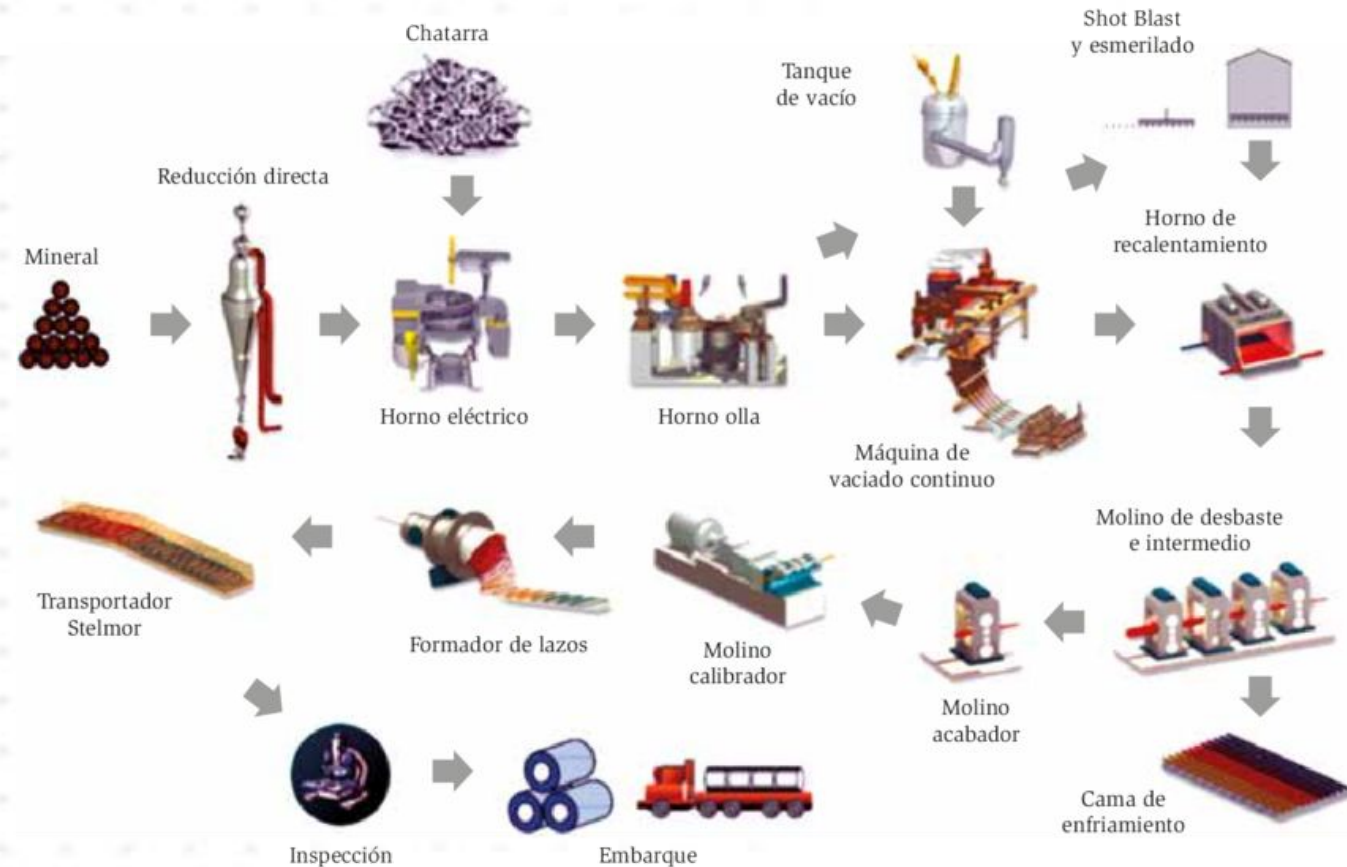 Chatarra
Tanque
de vacío
Shot Blast
y esmerilado
Reducción directa
Mineral
Horno de
recalentamiento
Horno eléctrico
Horno olla
Máquina de
vaciado continuo
Molino de desbaste
e intermedio
Transportador
Stelmor
Formador de lazos
Molino
calibrador
Molino
acabador
Cama de
enfriamiento
Inspección
Embarque